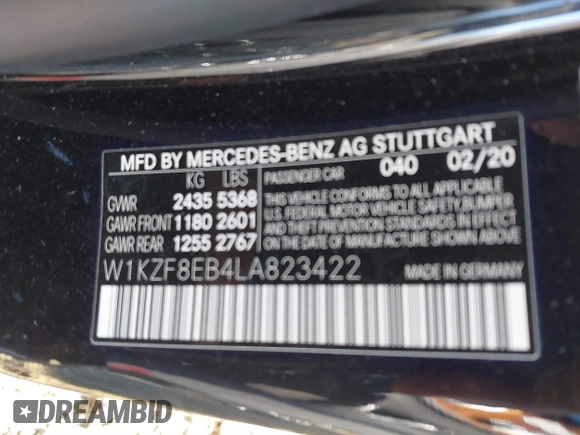 MFD BY MERCEDES-BENZ AG STUTTGART
KG LBS PASSENGER CAR 040 02/20
GVWR 2435 5368
GAWR FRONT 1180 2601
GAWR REAR 1255 2767
THIS VEHICLE CONFORMS TO ALL APPLICABLE
U.S. FEDERAL MOTOR VEHICLE SAFETY BUMPER
AND THEFT PREVENTION STANDARDS IN EFFECT
ON THE DATE OF MANUFACTURE SHOWN ABOVE.
W1KZF8EB4LA823422 MADE IN GERMANY
DREAMBID